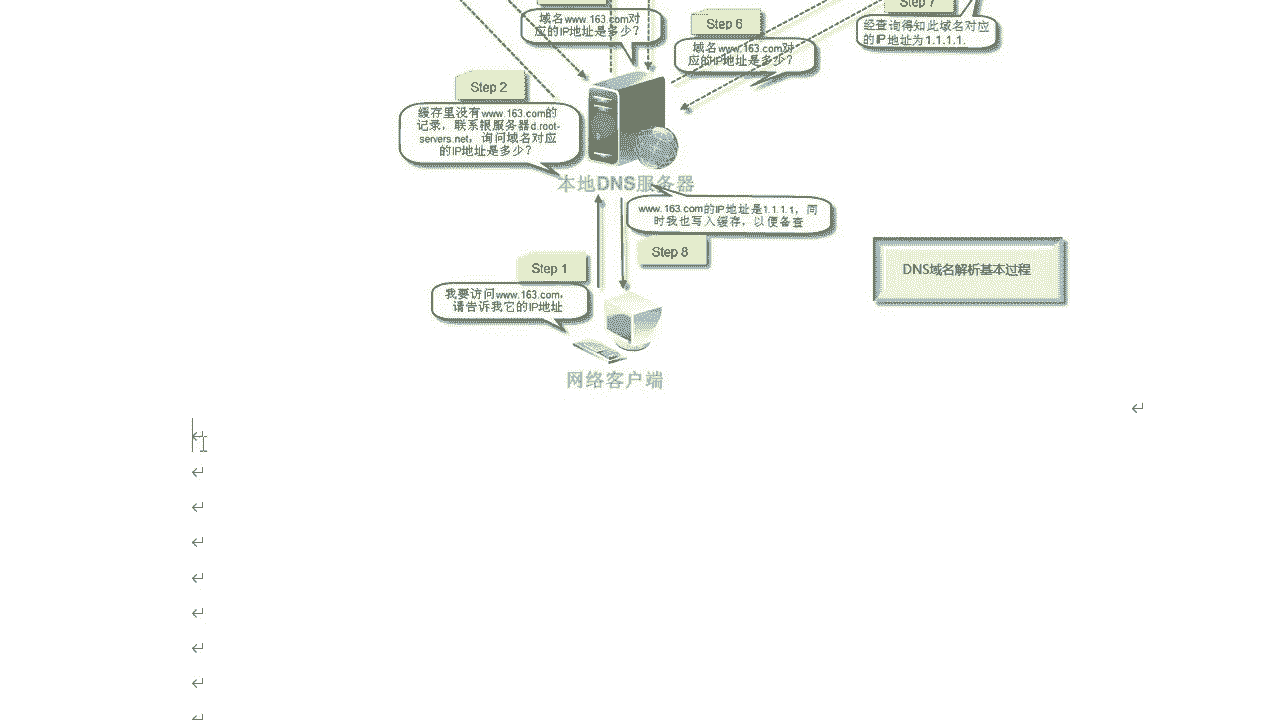 Step 7
域名www.163.com对
应的IP地址是多少?
Step 6
经查询得知此域名对应
的IP地址为1.1.1.1.
域名www.163.com对
应的IP地址是多少?
Step 2
缓存里没有www.163.com的
记录，联系根服务器d.root-
servers.net，询问域名对应
的IP地址是多少?
本地DNS服务器
www.163.com的IP地址是1.1.1.1，同
时我也写入缓存，以便备查
Step 8
DNS域名解析基本过程
Step 1
我要访问www.163.com，
请告诉我它的IP地址
网络客户端